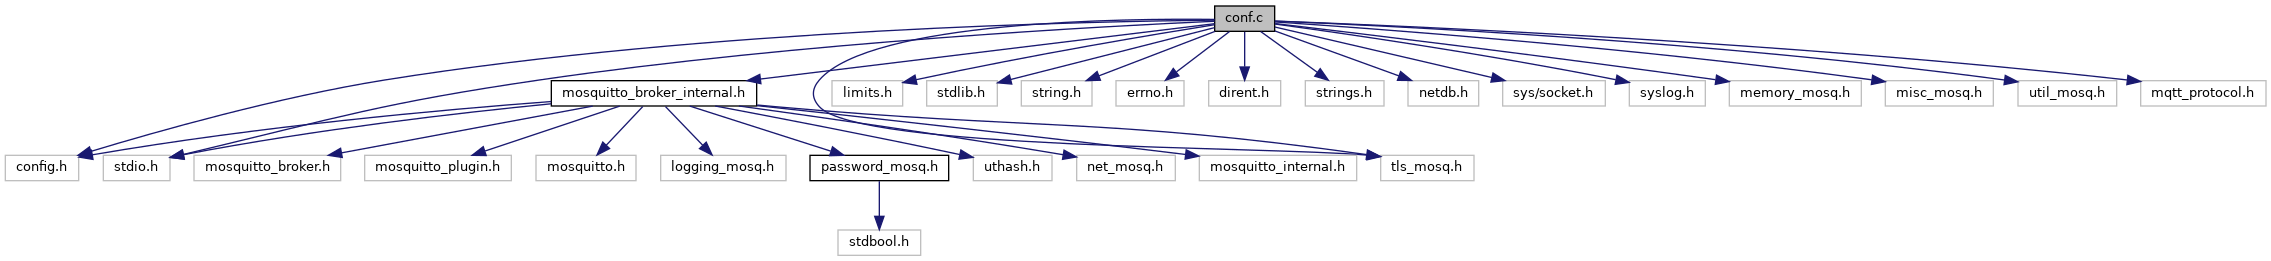 conf.c
mosquitto_broker_internal.h
limits.h
stdlib.h
string.h
errno.h
dirent.h
strings.h
netdb.h
sys/socket.h
syslog.h
memory_mosq.h
misc_mosq.h
util_mosq.h
mqtt_protocol.h
config.h
stdio.h
mosquitto_broker.h
mosquitto_plugin.h
mosquitto.h
logging_mosq.h
password_mosq.h
uthash.h
net_mosq.h
mosquitto_internal.h
tls_mosq.h
stdbool.h